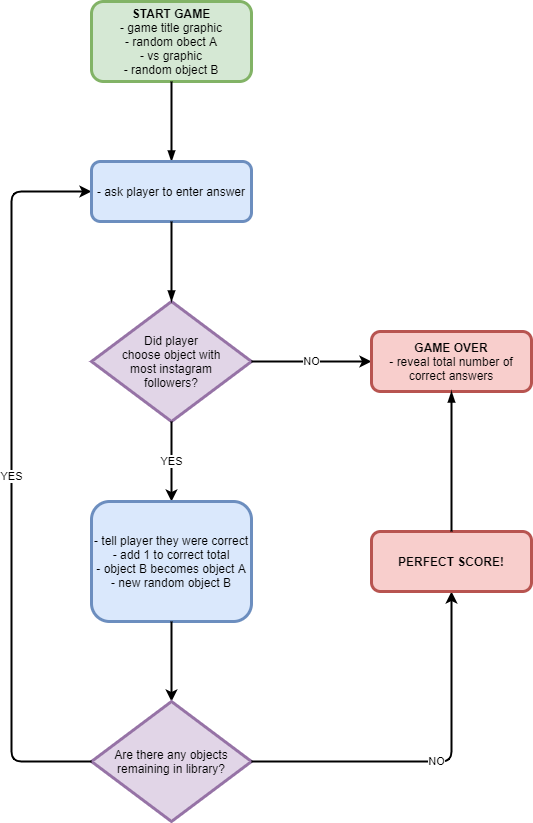 START GAME
- game title graphic
- random obect A
- vs graphic
- random object B
- ask player to enter answer
Did player
choose object with
most instagram
followers?
NO
GAME OVER
- reveal total number of
correct answers
YES
YES
- tell player they were correct
- add 1 to correct total
- object B becomes object A
- new random object B
PERFECT SCORE!
Are there any objects
remaining in library?
NO